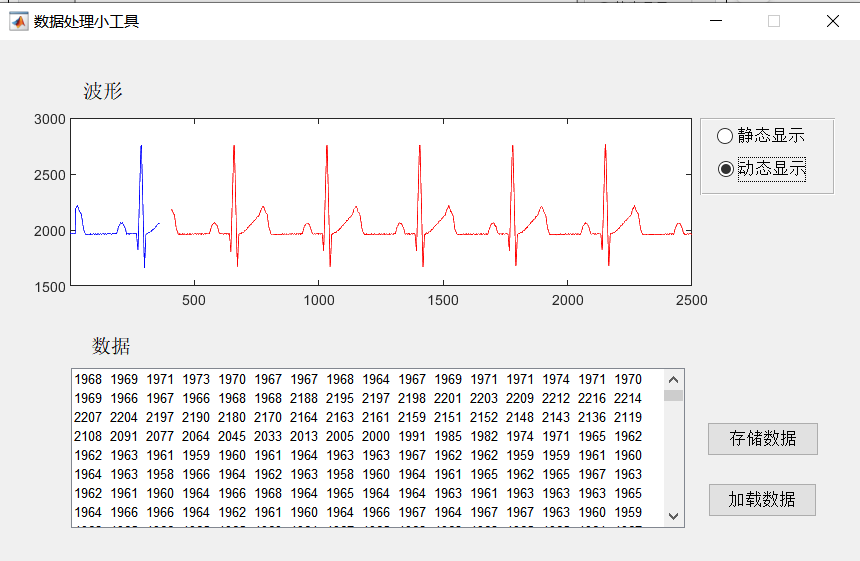 数据处理小工具
波形
3000
2500
2000
1500
500 1000 1500 2000 2500
静态显示
动态显示
数据
1968 1969 1971 1973 1970 1967 1967 1968 1964 1967 1969 1971 1971 1974 1971 1970
1969 1966 1967 1966 1968 1968 2188 2195 2197 2198 2201 2203 2209 2212 2216 2214
2207 2204 2197 2190 2180 2170 2164 2163 2161 2159 2151 2152 2148 2143 2136 2119
2108 2091 2077 2064 2045 2033 2013 2005 2000 1991 1985 1982 1974 1971 1965 1962
1962 1963 1961 1959 1960 1961 1964 1963 1963 1967 1962 1962 1959 1959 1961 1960
1964 1963 1958 1966 1964 1962 1963 1958 1960 1964 1961 1965 1962 1965 1967 1963
1962 1961 1960 1964 1966 1968 1964 1965 1964 1964 1963 1961 1963 1963 1963 1965
1964 1966 1966 1964 1962 1961 1960 1964 1966 1967 1964 1967 1967 1963 1960 1959
存储数据
加载数据